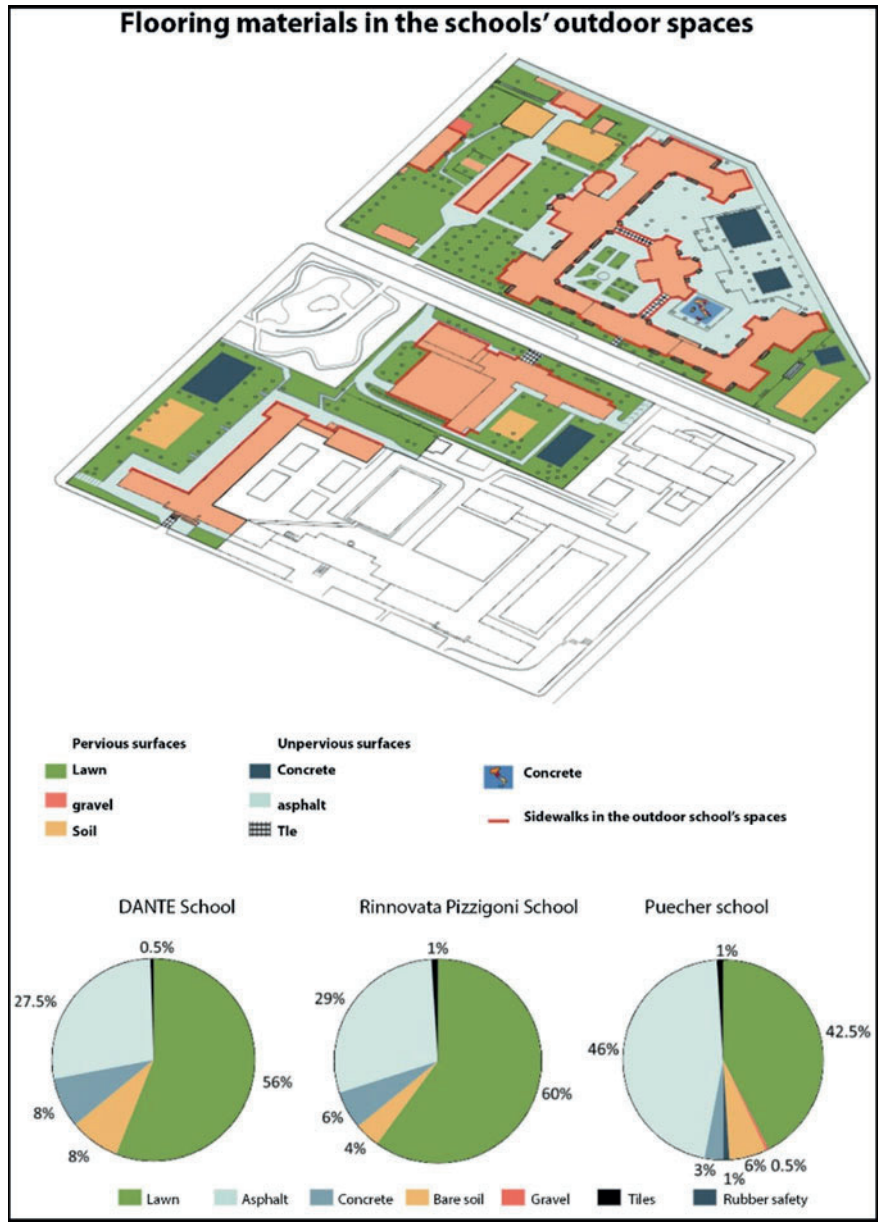 Flooring materials in the schools' outdoor spaces
Pervious surfaces
Lawn
gravel
Soil
Unpervious surfaces
Concrete
asphalt
Tle
Concrete
Sidewalks in the outdoor school's spaces
DANTE School
0.5%
27.5%
56%
8%
8%
Rinnovata Pizzigoni School
1%
29%
60%
6%
4%
Puecher school
1%
46%
42.5%
3%
1%
6%
0.5%
Lawn Asphalt Concrete Bare soil Gravel Tiles Rubber safety